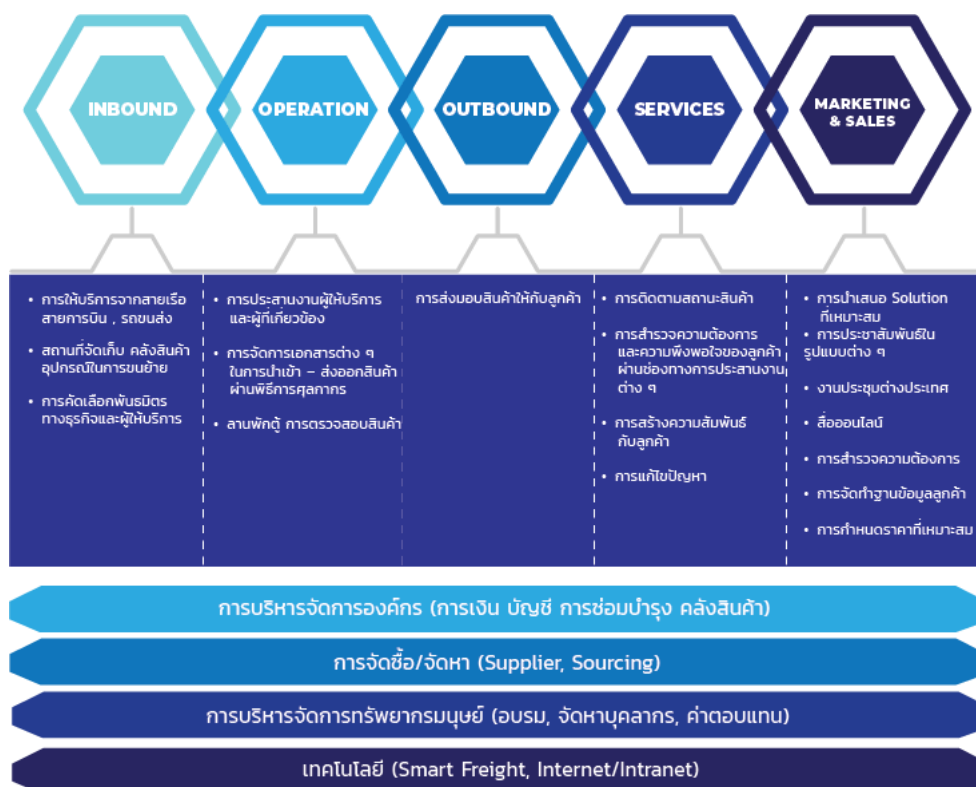 INBOUND
OPERATION
OUTBOUND
SERVICES
MARKETING
& SALES
• การให้บริการจากสายเรือ
สายการบิน , รถขนส่ง
• สถานที่จัดเก็บ คลังสินค้า
อุปกรณ์ในการขนย้าย
• การคัดเลือกพันธมิตร
ทางธุรกิจและผู้ให้บริการ
• การประสานงานผู้ให้บริการ
และผู้ที่เกี่ยวข้อง
• การจัดการเอกสารต่าง ๆ
ในการนำเข้า – ส่งออกสินค้า
ผ่านพิธีการศุลกากร
• ลานพักตู้ การตรวจสอบสินค้า
การส่งมอบสินค้าให้กับลูกค้า
• การติดตามสถานะสินค้า
• การสำรวจความต้องการ
และความพึงพอใจของลูกค้า
ผ่านช่องทางการประสานงาน
ต่าง ๆ
• การสร้างความสัมพันธ์
กับลูกค้า
• การแก้ไขปัญหา
• การนำเสนอ Solution
ที่เหมาะสม
• การประชาสัมพันธ์ใน
รูปแบบต่าง ๆ
• งานประชุมต่างประเทศ
• สื่อออนไลน์
• การสำรวจความต้องการ
• การจัดทำฐานข้อมูลลูกค้า
• การกำหนดราคาที่เหมาะสม
การบริหารจัดการองค์กร (การเงิน บัญชี การซ่อมบำรุง คลังสินค้า)
การจัดซื้อ/จัดหา (Supplier, Sourcing)
การบริหารจัดการทรัพยากรมนุษย์ (อบรม, จัดหาบุคลากร, ค่าตอบแทน)
เทคโนโลยี (Smart Freight, Internet/Intranet)